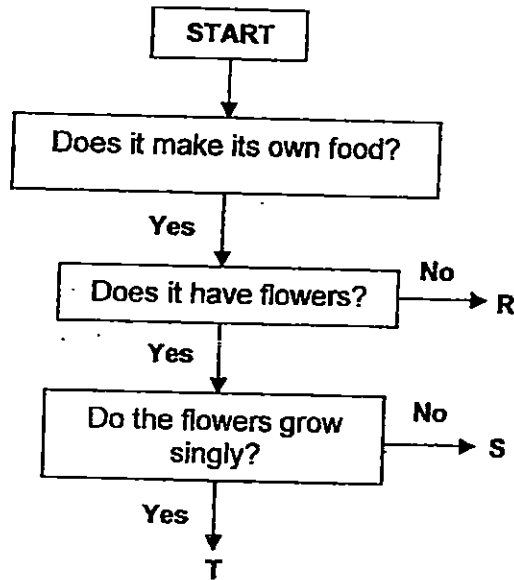 START
Does it make its own food?
Yes
Does it have flowers?
No
R
Yes
Do the flowers grow
singly?
No
S
Yes
T